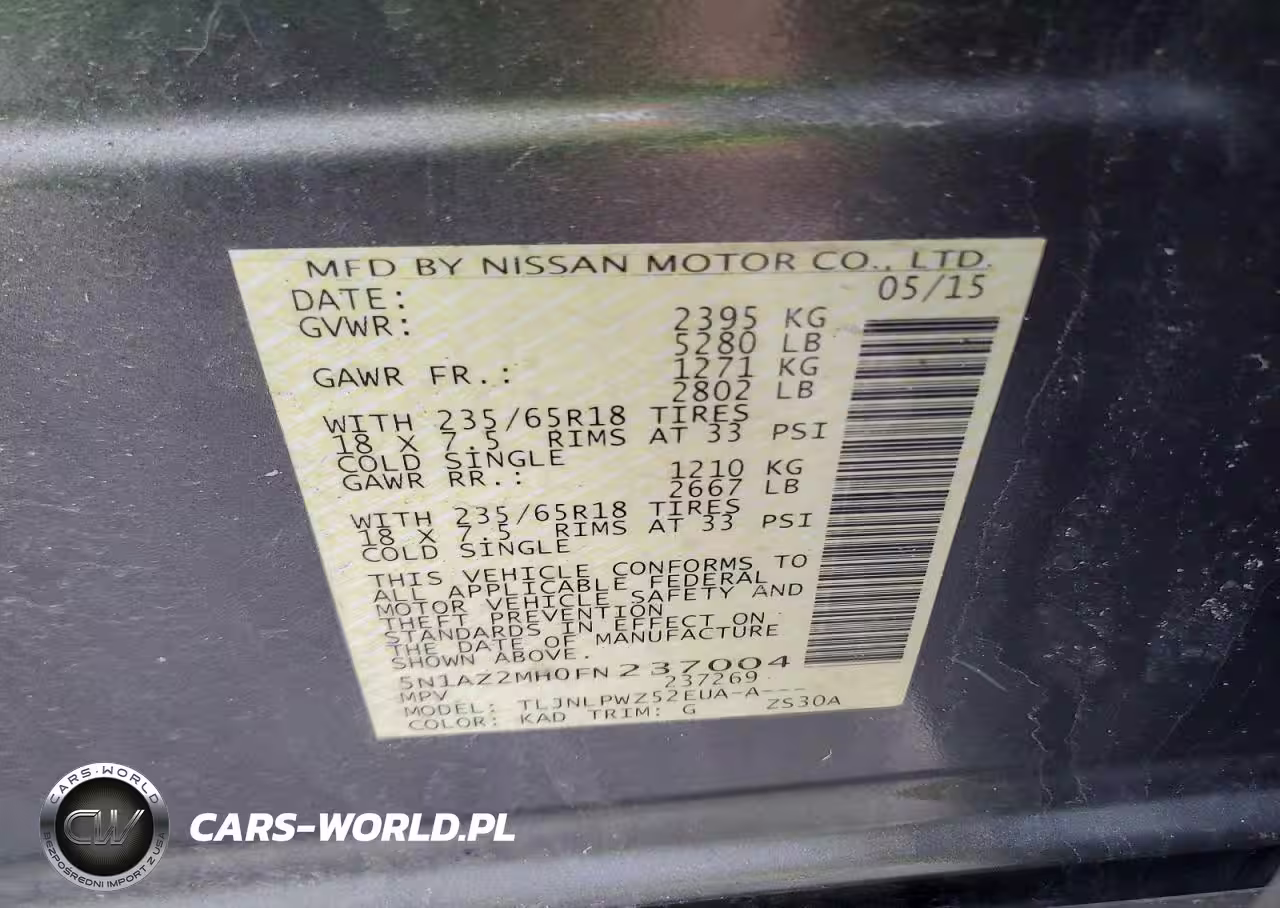 MFD BY NISSAN MOTOR CO., LTD.
DATE: 05/15
GVWR: 2395 KG
5280 LB
GAWR FR.: 1271 KG
2802 LB
WITH 235/65R18 TIRES
18 X 7.5 RIMS AT 33 PSI
COLD SINGLE
GAWR RR.: 1210 KG
2667 LB
WITH 235/65R18 TIRES
18 X 7.5 RIMS AT 33 PSI
COLD SINGLE
THIS VEHICLE CONFORMS TO
ALL APPLICABLE FEDERAL
MOTOR VEHICLE SAFETY AND
THEFT PREVENTION
STANDARDS IN EFFECT ON
THE DATE OF MANUFACTURE
SHOWN ABOVE.
5N1AZ2MH0FN237004
MPV 237269
MODEL: TLJNLPWZ52EUA-A---
COLOR: KAD TRIM: G ZS30A
CARS-WORLD
CW
BEZPOŚREDNI IMPORT Z USA
CARS-WORLD.PL